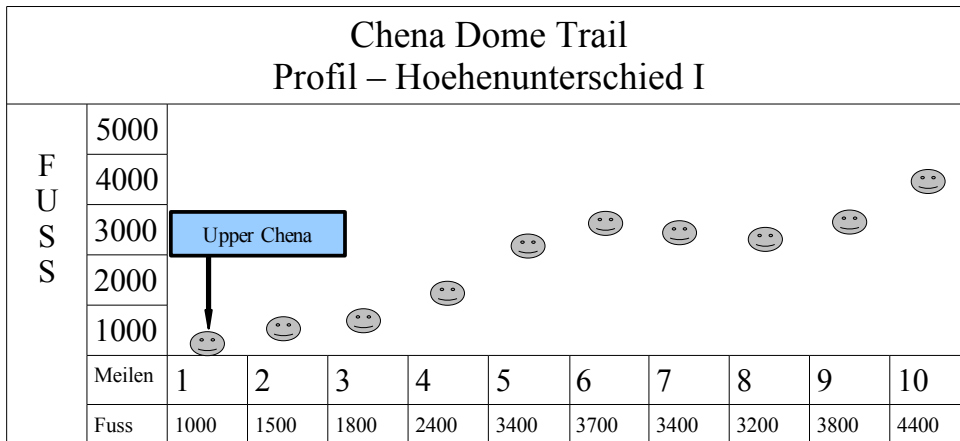 Chena Dome Trail
Profil – Hoehenunterschied I
FUSS
5000
4000
3000
2000
1000
Upper Chena
Meilen 1 2 3 4 5 6 7 8 9 10
Fuss 1000 1500 1800 2400 3400 3700 3400 3200 3800 4400